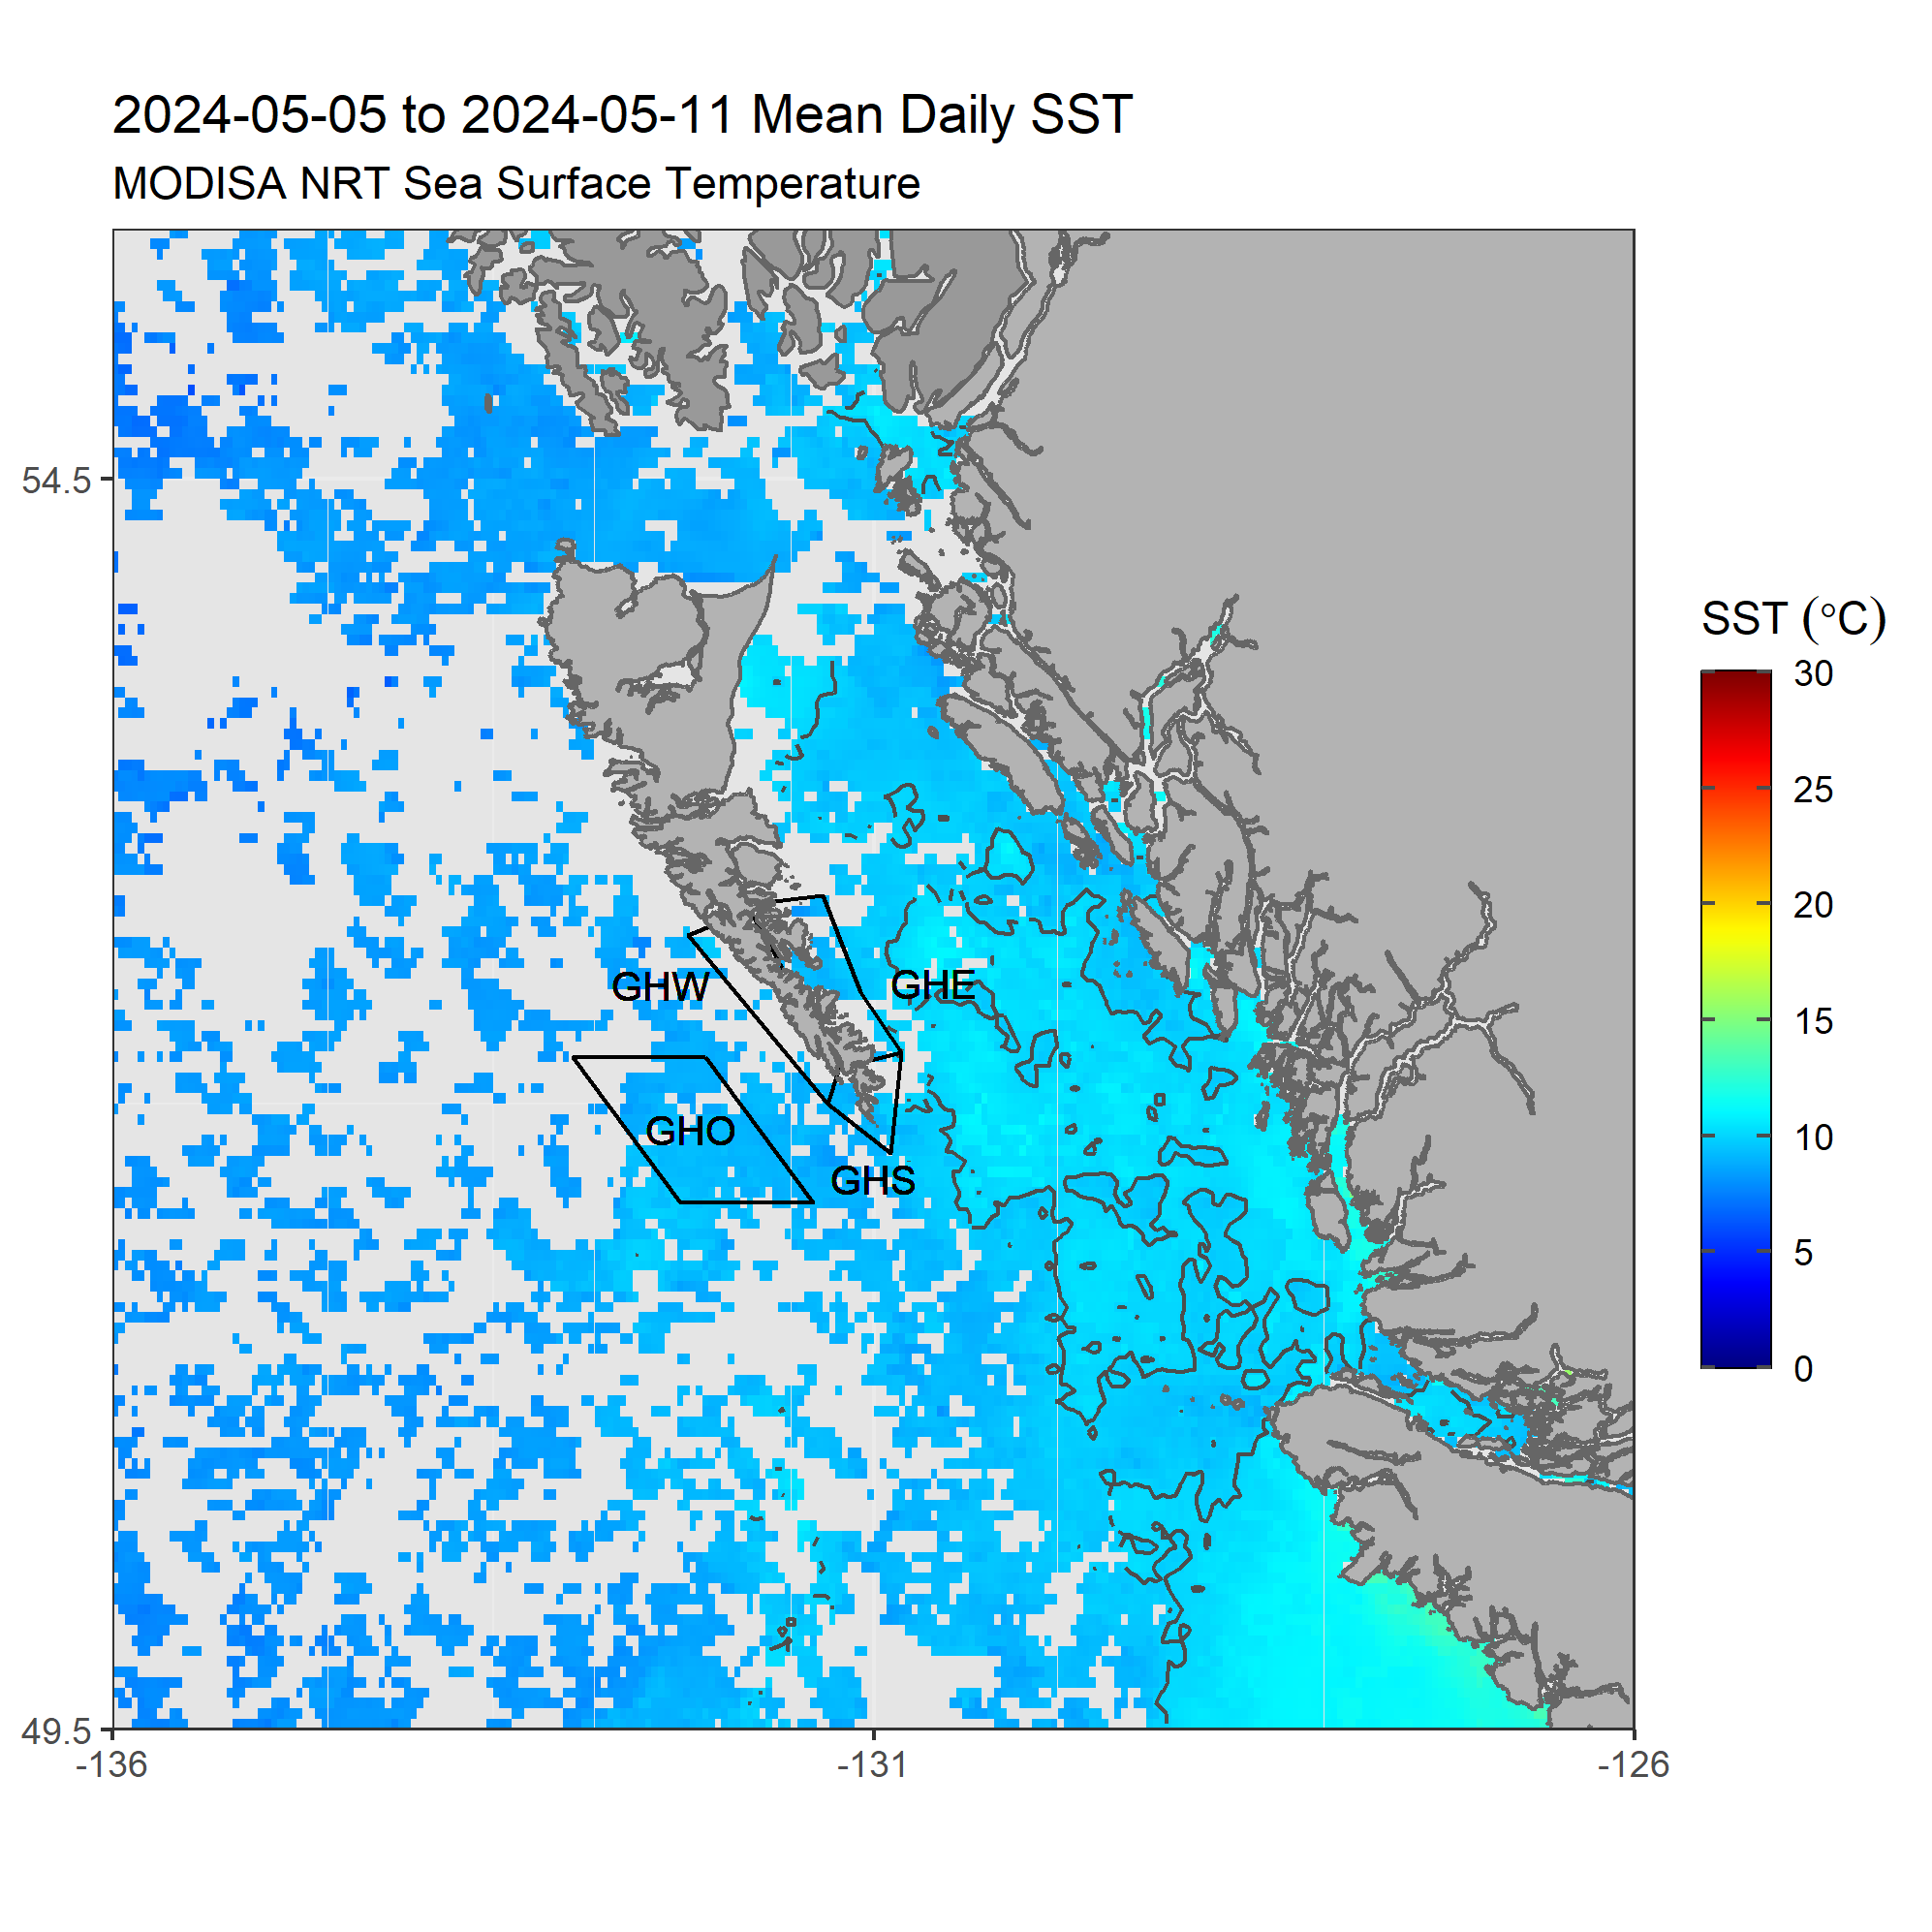 2024-05-05 to 2024-05-11 Mean Daily SST
MODISA NRT Sea Surface Temperature
54.5
49.5
-136
-131
-126
GHW
GHE
GHO
GHS
SST (°C)
30
25
20
15
10
5
0